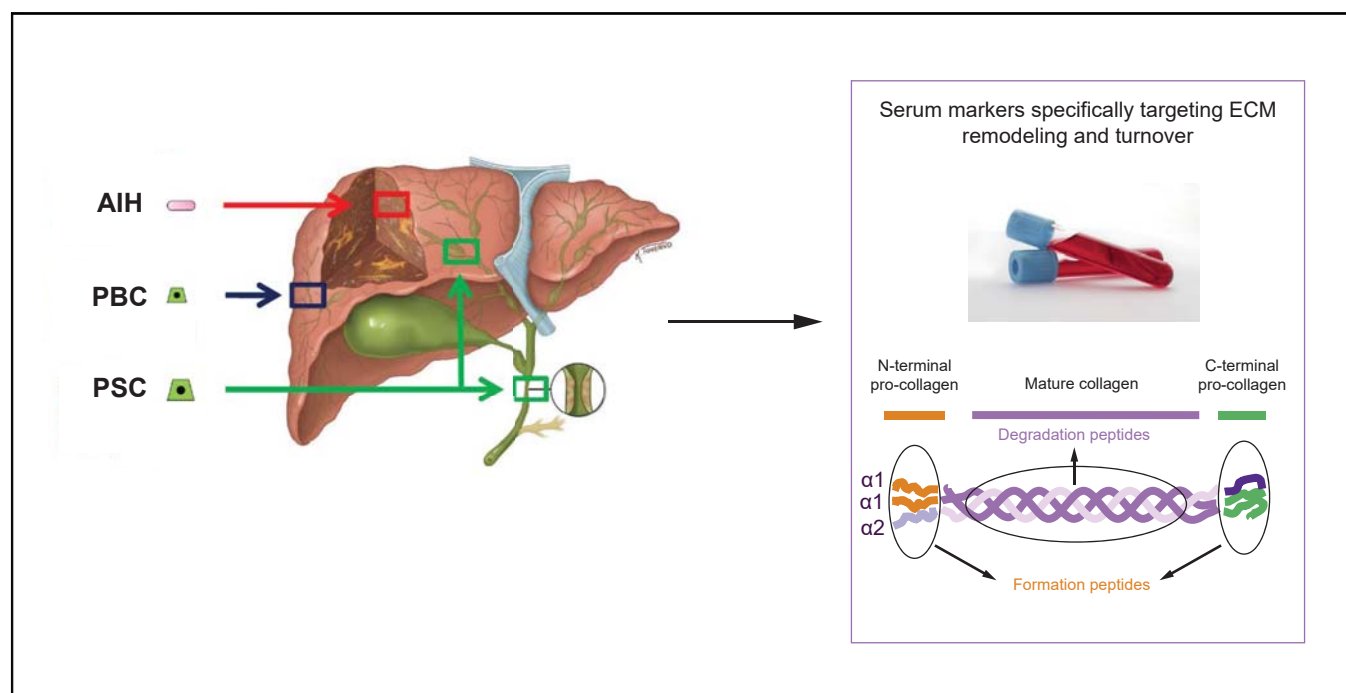 AIH
PBC
PSC
Serum markers specifically targeting ECM
remodeling and turnover
N-terminal
pro-collagen
Mature collagen
C-terminal
pro-collagen
Degradation peptides
α1
α1
α2
Formation peptides